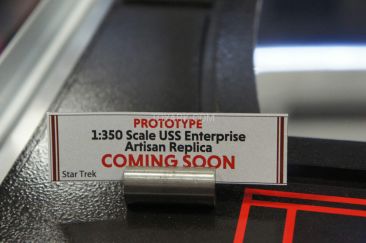 PROTOTYPE
1:350 Scale USS Enterprise
Artisan Replica
COMING SOON
Star Trek